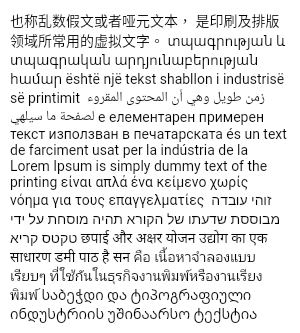 也称乱数假文或者哑元文本， 是印刷及排版
领域所常用的虚拟文字。 տպագրության և
տպագրական արդյունաբերության
համար është një tekst shabllon i industrisë
së printimit زمن طويل وهي أن المحتوى المقروء
لصفحة ما سيلهي е елементарен примерен
текст използван в печатарската és un text
de farciment usat per la indústria de la
Lorem Ipsum is simply dummy text of the
printing είναι απλά ένα κείμενο χωρίς
νόημα για τους επαγγελματίες זוהי עובדה
מבוססת שדעתו של הקורא תהיה מוסחת על ידי
טקטס קריא छपाई और अक्षर योजन उद्योग का एक
साधारण डमी पाठ है सन คือ เนื้อหาจำลองแบบ
เรียบๆ ที่ใช้กันในธุรกิจงานพิมพ์หรืองานเรียง
พิมพ์ საბეჭდი და ტიპოგრაფიული
ინდუსტრიის უშინაარსო ტექსტია